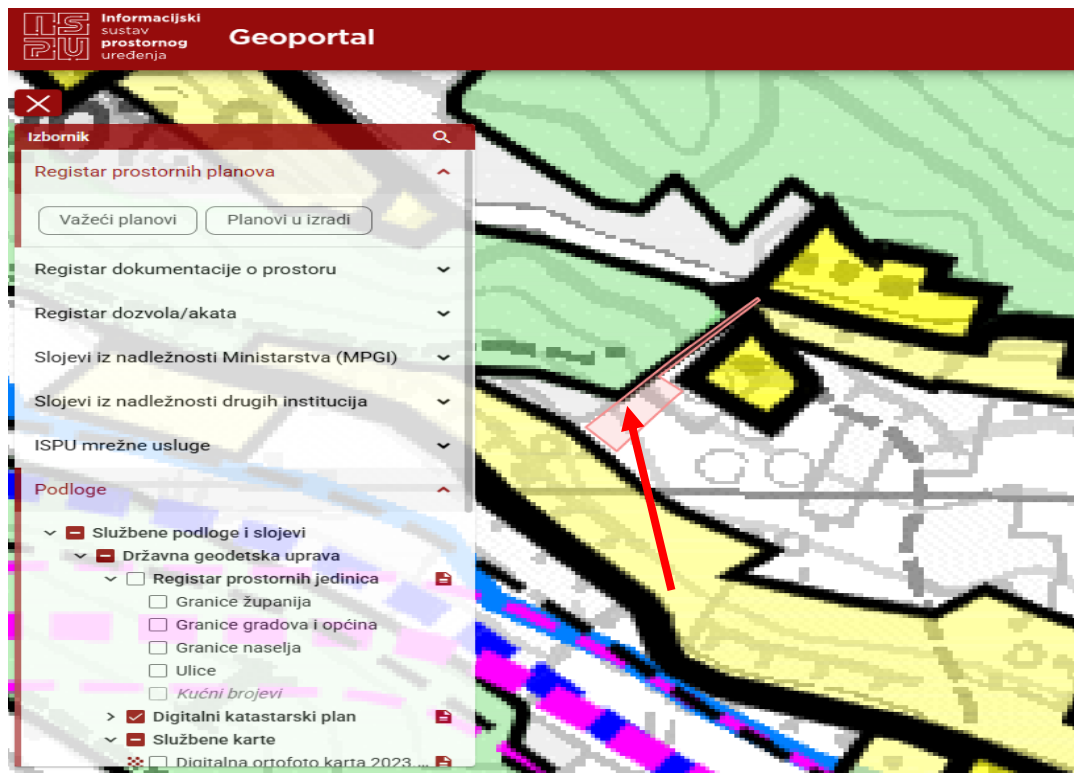 Informacijski
sustav
prostornog
uređenja
ISPU
Geoportal
Izbornik
Registar prostornih planova
Važeći planovi
Planovi u izradi
Registar dokumentacije o prostoru
Registar dozvola/akata
Slojevi iz nadležnosti Ministarstva (MPGI)
Slojevi iz nadležnosti drugih institucija
ISPU mrežne usluge
Podloge
Službene podloge i slojevi
Državna geodetska uprava
Registar prostornih jedinica
Granice županija
Granice gradova i općina
Granice naselja
Ulice
Kućni brojevi
Digitalni katastarski plan
Službene karte
Digitalna ortofoto karta 2023 ...